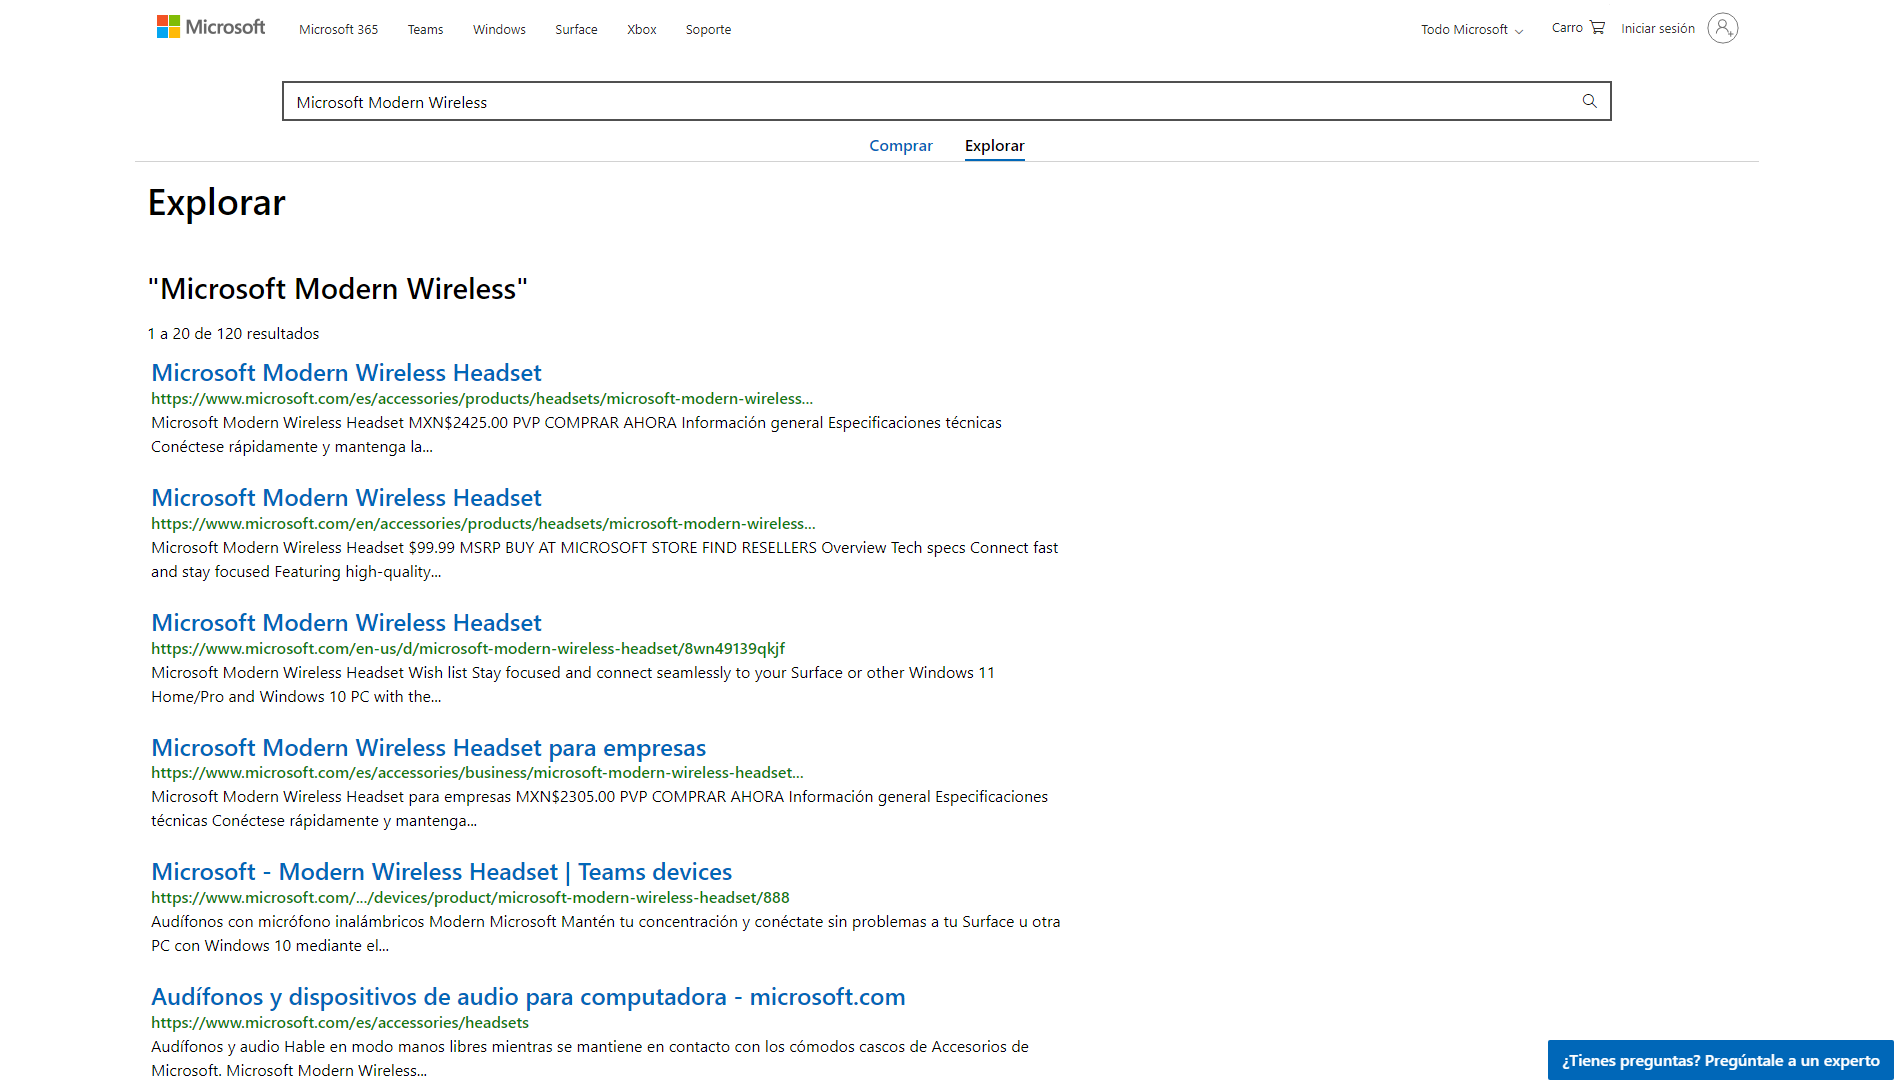 Microsoft
Microsoft 365
Teams
Windows
Surface
Xbox
Soporte
Todo Microsoft
Carro
Iniciar sesión
Microsoft Modern Wireless
Comprar
Explorar
Explorar
"Microsoft Modern Wireless"
1 a 20 de 120 resultados
Microsoft Modern Wireless Headset
https://www.microsoft.com/es/accessories/products/headsets/microsoft-modern-wireless...
Microsoft Modern Wireless Headset MXN$2425.00 PVP COMPRAR AHORA Información general Especificaciones técnicas
Conéctese rápidamente y mantenga la...
Microsoft Modern Wireless Headset
https://www.microsoft.com/en/accessories/products/headsets/microsoft-modern-wireless...
Microsoft Modern Wireless Headset $99.99 MSRP BUY AT MICROSOFT STORE FIND RESELLERS Overview Tech specs Connect fast
and stay focused Featuring high-quality...
Microsoft Modern Wireless Headset
https://www.microsoft.com/en-us/d/microsoft-modern-wireless-headset/8wn49139qkjf
Microsoft Modern Wireless Headset Wish list Stay focused and connect seamlessly to your Surface or other Windows 11
Home/Pro and Windows 10 PC with the...
Microsoft Modern Wireless Headset para empresas
https://www.microsoft.com/es/accessories/business/microsoft-modern-wireless-headset...
Microsoft Modern Wireless Headset para empresas MXN$2305.00 PVP COMPRAR AHORA Información general Especificaciones
técnicas Conéctese rápidamente y mantenga...
Microsoft - Modern Wireless Headset | Teams devices
https://www.microsoft.com/.../devices/product/microsoft-modern-wireless-headset/888
Audífonos con micrófono inalámbricos Modern Microsoft Mantén tu concentración y conéctate sin problemas a tu Surface u otra
PC con Windows 10 mediante el...
Audífonos y dispositivos de audio para computadora - microsoft.com
https://www.microsoft.com/es/accessories/headsets
Audífonos y audio Hable en modo manos libres mientras se mantiene en contacto con los cómodos cascos de Accesorios de
Microsoft. Microsoft Modern Wireless...
¿Tienes preguntas? Pregúntale a un experto